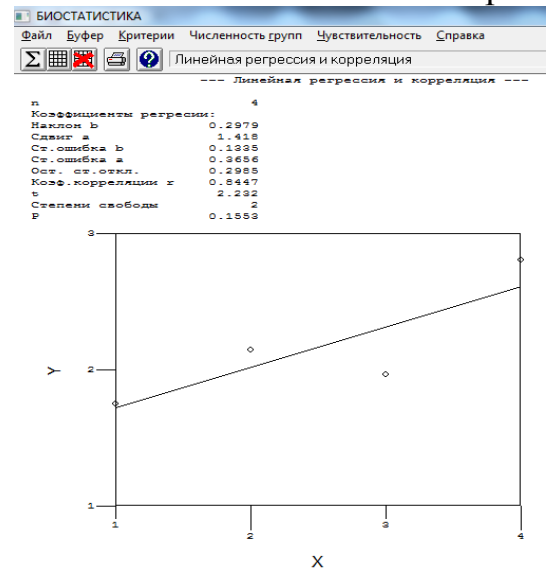 БИОСТАТИСТИКА
Файл Буфер Критерии Численность групп Чувствительность Справка
Линейная регрессия и корреляция
--- Линейная регрессия и корреляция ---
n 4
Коэффициенты регресии:
Наклон b 0.2979
Сдвиг a 1.418
Ст.ошибка b 0.1335
Ст.ошибка a 0.3656
Ост. ст.откл. 0.2985
Коэф.корреляции r 0.8447
t 2.232
Степени свободы 2
P 0.1553
3
Y 2
1
1 2 3 4
X